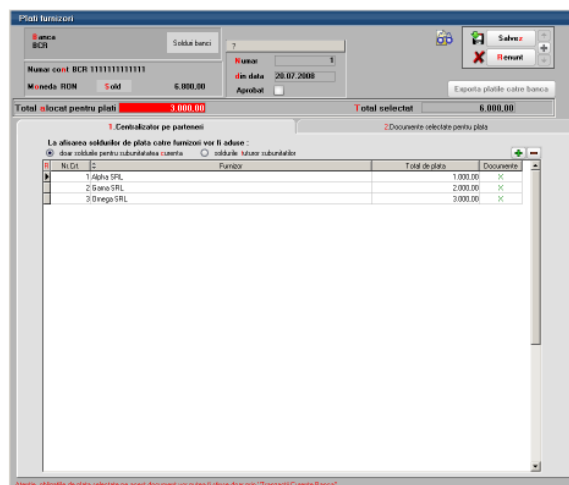 Plati furnizori
Banca
BCR
Solduri banci
Numar cont BCR 1111111111111
Moneda RON Sold 6.000,00
?
Numar 1
din data 20.07.2008
Aprobat
Salvez
Renunt
Exporta platile catre banca
Total alocat pentru plati 3.000,00 Total selectat 6.000,00
1.Centralizator pe parteneri 2.Documente selectate pentru plata
La afisarea soldurilor de plata catre furnizori vor fi aduse :
doar soldurile pentru subunitatea curenta soldurile tuturor subunitatilor
R Nr.Crt. Furnizor Total de plata Documente
1 Alpha SRL 1.000,00 X
2 Gama SRL 2.000,00 X
3 Omega SRL 3.000,00 X